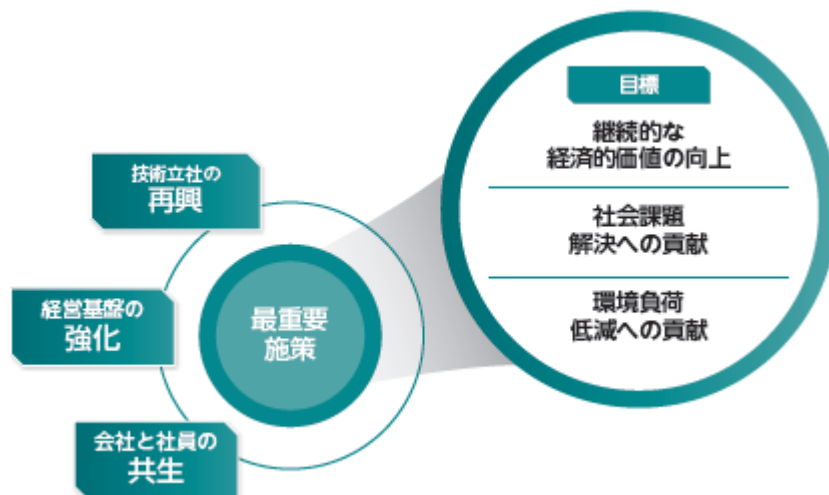 技術立社の
再興
経営基盤の
強化
会社と社員の
共生
最重要
施策
目標
継続的な
経済的価値の向上
社会課題
解決への貢献
環境負荷
低減への貢献